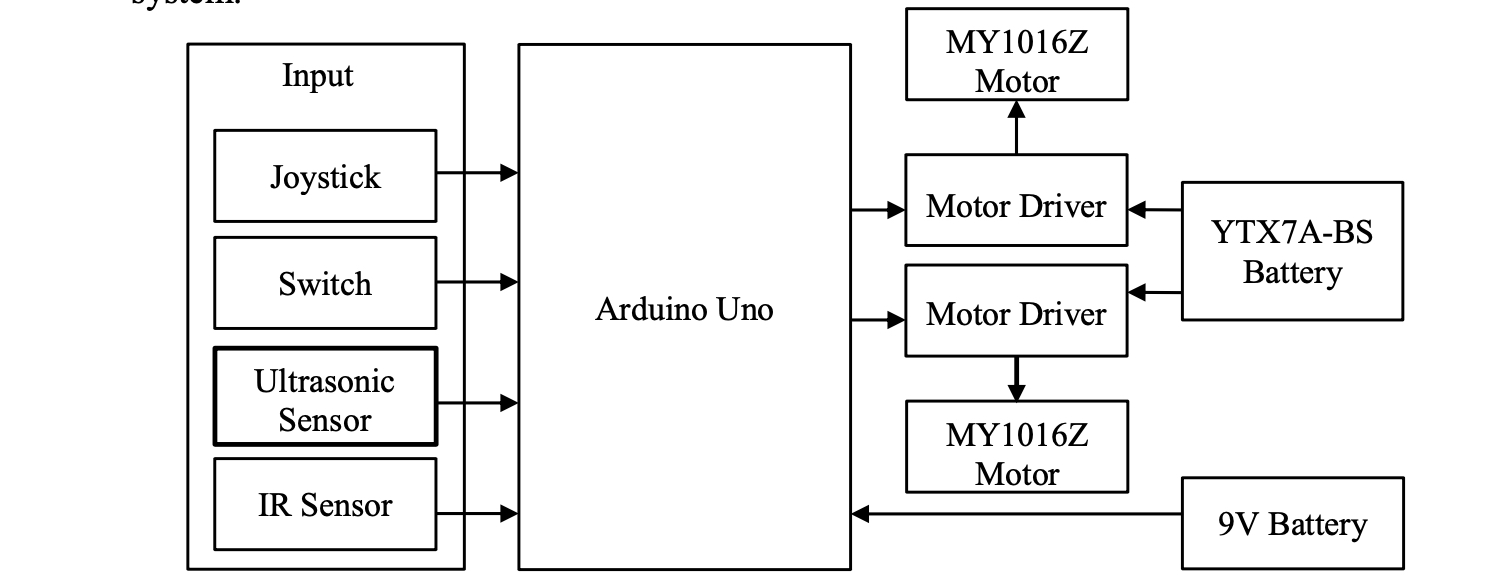 system.
Input
Joystick
Switch
Ultrasonic
Sensor
IR Sensor
Arduino Uno
MY1016Z
Motor
Motor Driver
Motor Driver
MY1016Z
Motor
YTX7A-BS
Battery
9V Battery